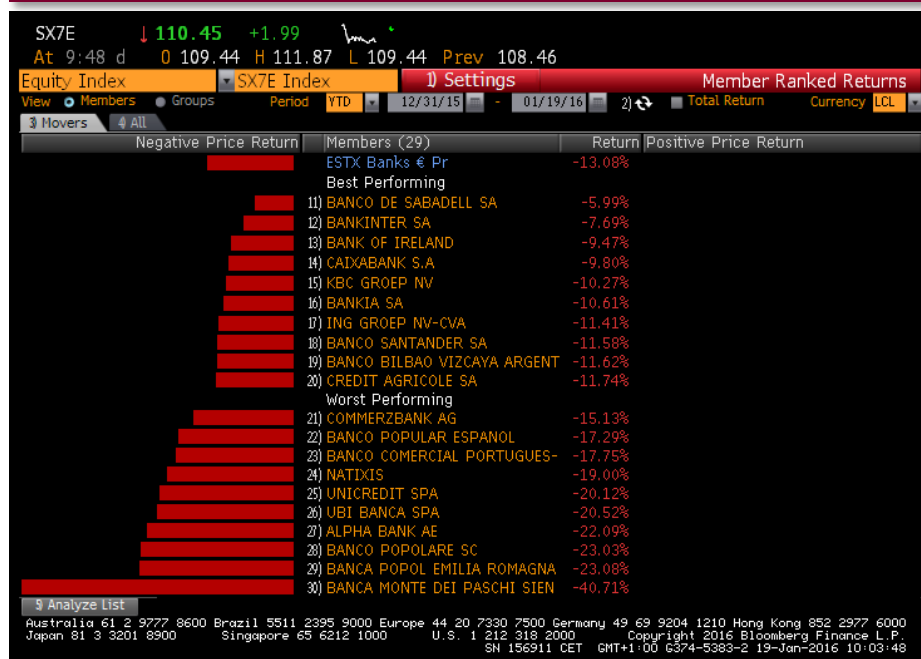 SX7E ↓ 110.45 +1.99
At 9:48 d O 109.44 H 111.87 L 109.44 Prev 108.46
Equity Index SX7E Index 1) Settings Member Ranked Returns
View Members Groups Period YTD 12/31/15 - 01/19/16 2) Total Return Currency LCL
3) Movers 4) All
Negative Price Return Members (29) Return Positive Price Return
ESTX Banks € Pr -13.08%
Best Performing
11) BANCO DE SABADELL SA -5.99%
12) BANKINTER SA -7.69%
13) BANK OF IRELAND -9.47%
14) CAIXABANK S.A -9.80%
15) KBC GROEP NV -10.27%
16) BANKIA SA -10.61%
17) ING GROEP NV-CVA -11.41%
18) BANCO SANTANDER SA -11.58%
19) BANCO BILBAO VIZCAYA ARGENT -11.62%
20) CREDIT AGRICOLE SA -11.74%
Worst Performing
21) COMMERZBANK AG -15.13%
22) BANCO POPULAR ESPANOL -17.29%
23) BANCO COMERCIAL PORTUGUES- -17.75%
24) NATIXIS -19.00%
25) UNICREDIT SPA -20.12%
26) UBI BANCA SPA -20.52%
27) ALPHA BANK AE -22.09%
28) BANCO POPOLARE SC -23.03%
29) BANCA POPOL EMILIA ROMAGNA -23.08%
30) BANCA MONTE DEI PASCHI SIEN -40.71%
5) Analyze List
Australia 61 2 9777 8600 Brazil 5511 2395 9000 Europe 44 20 7330 7500 Germany 49 69 9204 1210 Hong Kong 852 2977 6000
Japan 81 3 3201 8900 Singapore 65 6212 1000 U.S. 1 212 318 2000 Copyright 2016 Bloomberg Finance L.P.
SN 156911 CET GMT+1:00 G374-5383-2 19-Jan-2016 10:03:48